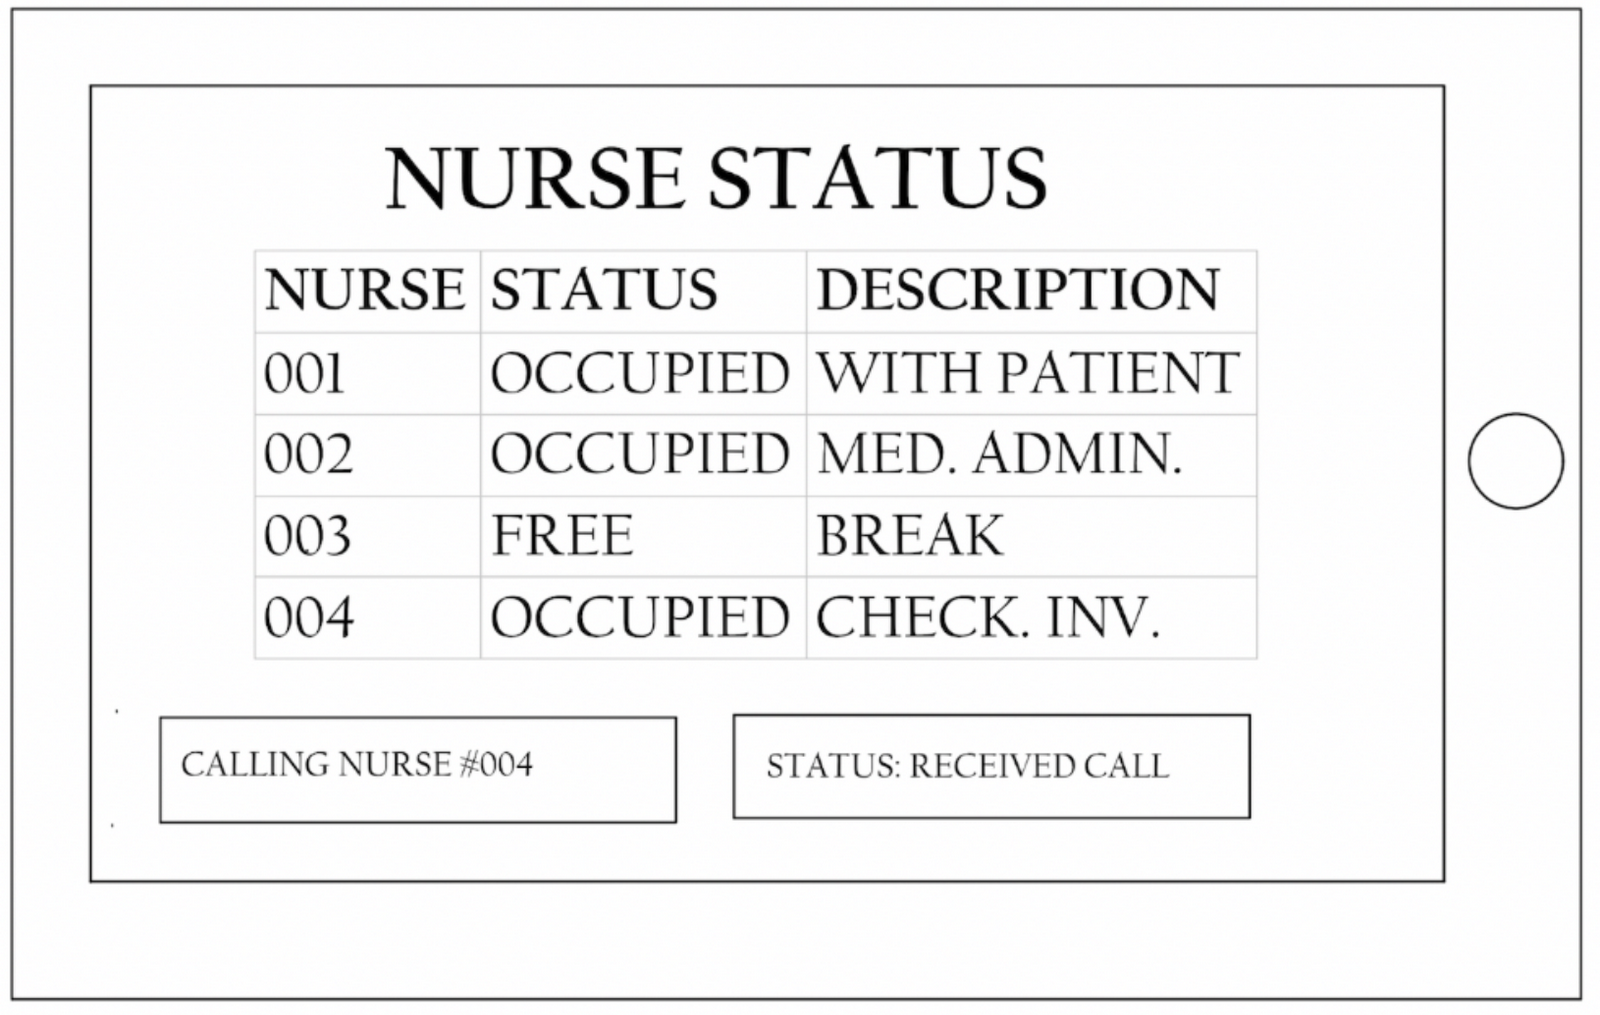 NURSE STATUS
NURSE STATUS DESCRIPTION
001 OCCUPIED WITH PATIENT
002 OCCUPIED MED. ADMIN.
003 FREE BREAK
004 OCCUPIED CHECK. INV.
CALLING NURSE #004 STATUS: RECEIVED CALL